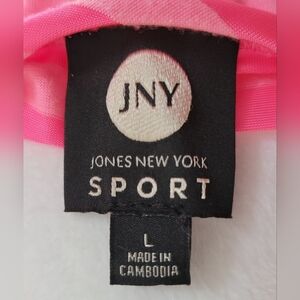 JNY
JONES NEW YORK
SPORT
L
MADE IN
CAMBODIA